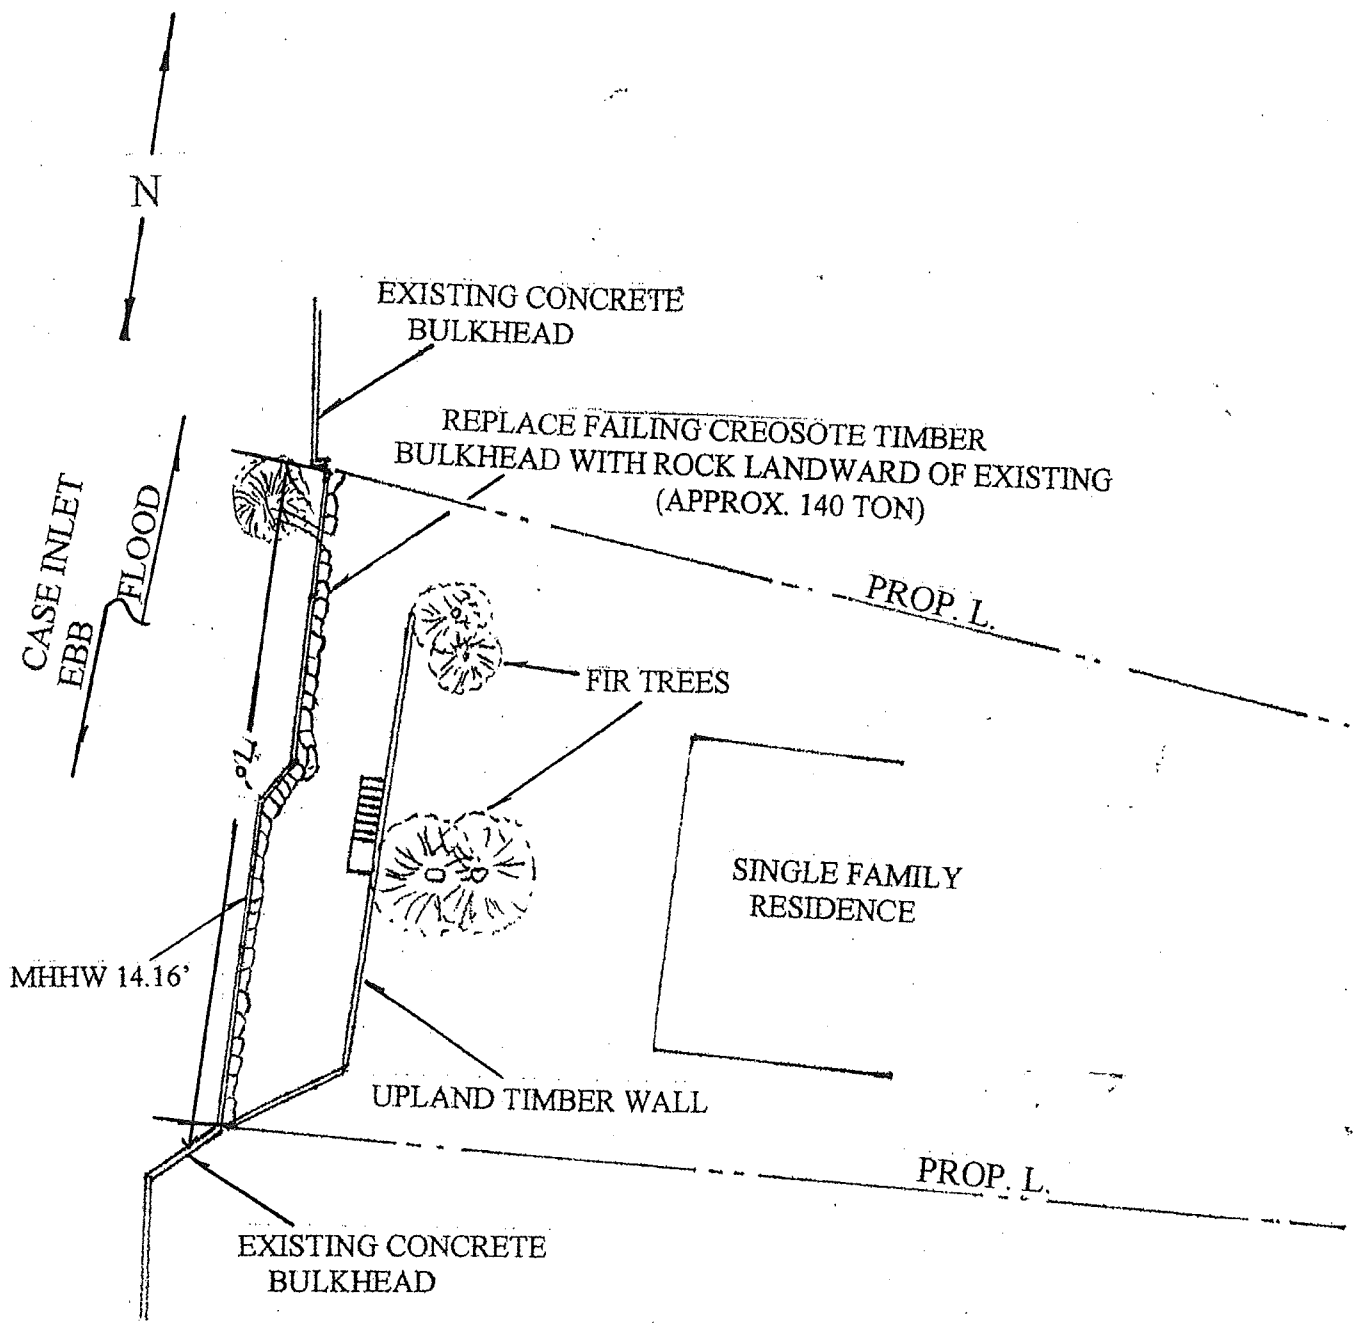 N
EXISTING CONCRETE
BULKHEAD
REPLACE FAILING CREOSOTE TIMBER
BULKHEAD WITH ROCK LANDWARD OF EXISTING
(APPROX. 140 TON)
CASE INLET
EBB
FLOOD
PROP. L.
FIR TREES
SINGLE FAMILY
RESIDENCE
MHHW 14.16'
UPLAND TIMBER WALL
PROP. L.
EXISTING CONCRETE
BULKHEAD